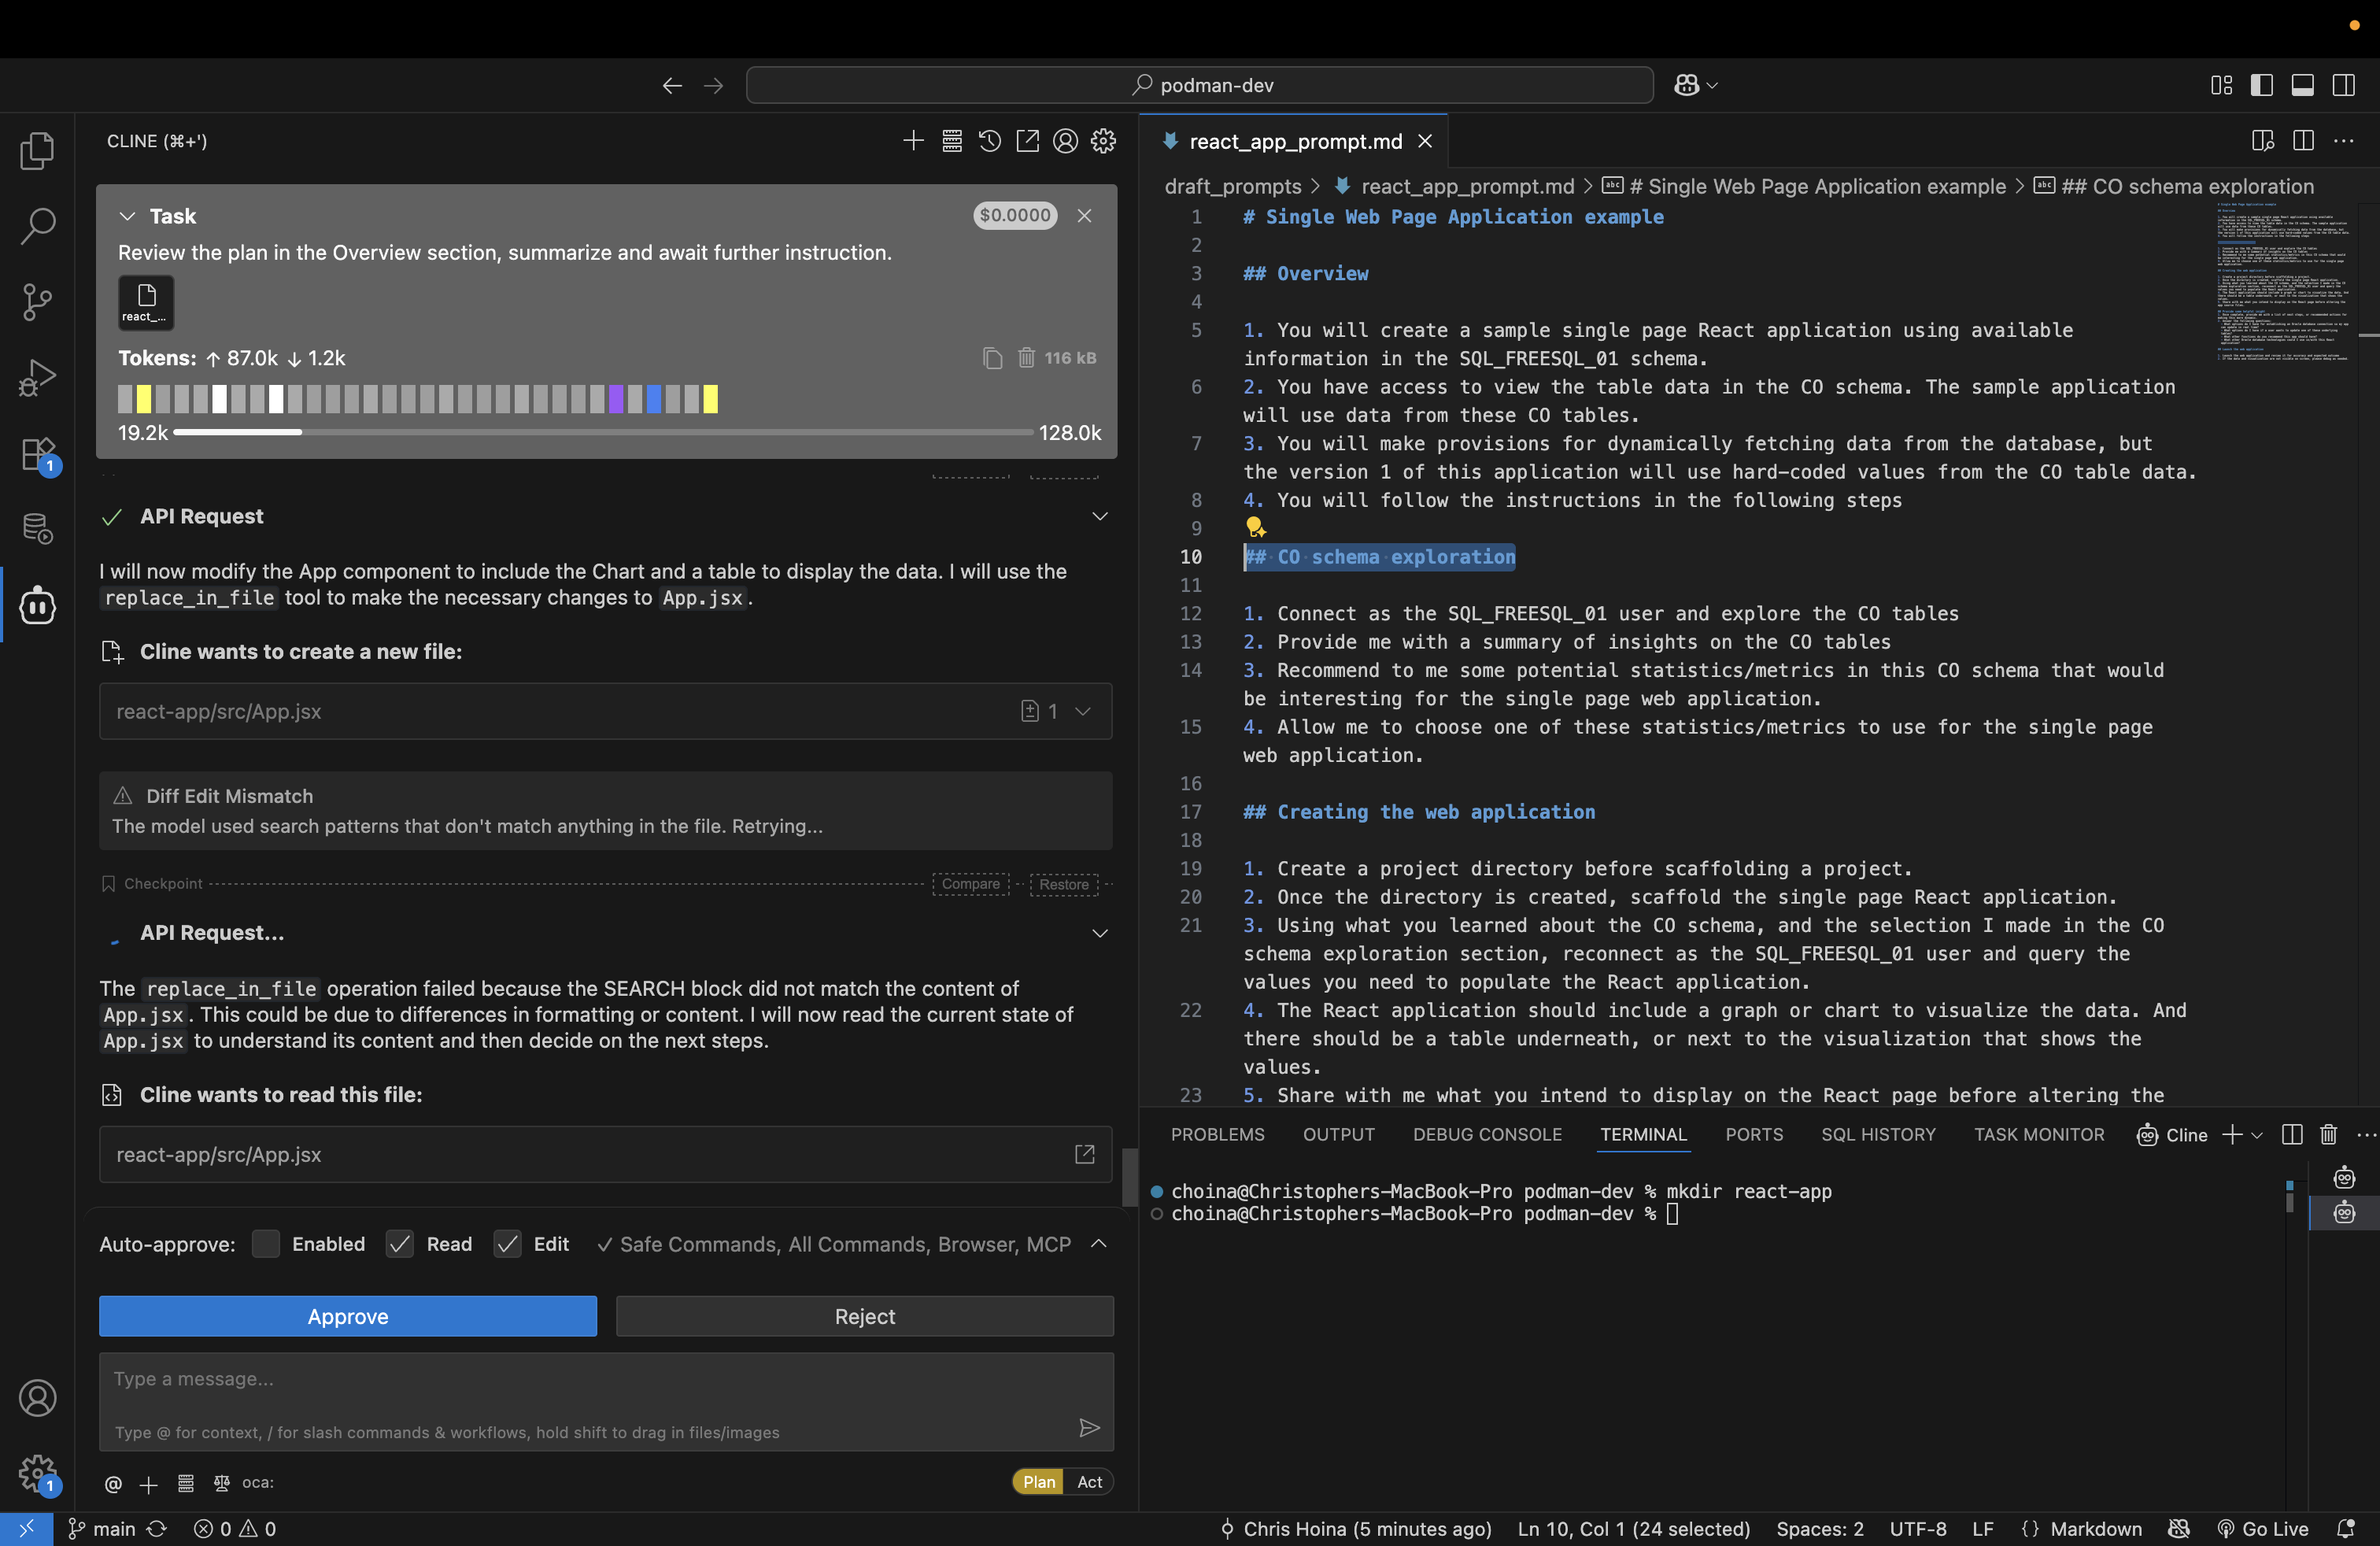 podman-dev
CLINE (⌘+')
Task
$0.0000
Review the plan in the Overview section, summarize and await further instruction.
react_...
Tokens: ↑ 87.0k ↓ 1.2k
116 kB
19.2k
128.0k
API Request
I will now modify the App component to include the Chart and a table to display the data. I will use the
replace_in_file tool to make the necessary changes to App.jsx.
Cline wants to create a new file:
react-app/src/App.jsx
1
Diff Edit Mismatch
The model used search patterns that don't match anything in the file. Retrying...
Checkpoint
Compare
Restore
API Request...
The replace_in_file operation failed because the SEARCH block did not match the content of
App.jsx. This could be due to differences in formatting or content. I will now read the current state of
App.jsx to understand its content and then decide on the next steps.
Cline wants to read this file:
react-app/src/App.jsx
Auto-approve: Enabled Read Edit ✓ Safe Commands, All Commands, Browser, MCP
Approve
Reject
Type a message...
Type @ for context, / for slash commands & workflows, hold shift to drag in files/images
@ + oca:
Plan Act
1
1
react_app_prompt.md
draft_prompts > react_app_prompt.md > # Single Web Page Application example > ## CO schema exploration
1 # Single Web Page Application example
2
3 ## Overview
4
5 1. You will create a sample single page React application using available
information in the SQL_FREESQL_01 schema.
6 2. You have access to view the table data in the CO schema. The sample application
will use data from these CO tables.
7 3. You will make provisions for dynamically fetching data from the database, but
the version 1 of this application will use hard-coded values from the CO table data.
8 4. You will follow the instructions in the following steps
9
10 ## CO schema exploration
11
12 1. Connect as the SQL_FREESQL_01 user and explore the CO tables
13 2. Provide me with a summary of insights on the CO tables
14 3. Recommend to me some potential statistics/metrics in this CO schema that would
be interesting for the single page web application.
15 4. Allow me to choose one of these statistics/metrics to use for the single page
web application.
16
17 ## Creating the web application
18
19 1. Create a project directory before scaffolding a project.
20 2. Once the directory is created, scaffold the single page React application.
21 3. Using what you learned about the CO schema, and the selection I made in the CO
schema exploration section, reconnect as the SQL_FREESQL_01 user and query the
values you need to populate the React application.
22 4. The React application should include a graph or chart to visualize the data. And
there should be a table underneath, or next to the visualization that shows the
values.
23 5. Share with me what you intend to display on the React page before altering the
PROBLEMS OUTPUT DEBUG CONSOLE TERMINAL PORTS SQL HISTORY TASK MONITOR Cline
choina@Christophers-MacBook-Pro podman-dev % mkdir react-app
choina@Christophers-MacBook-Pro podman-dev %
main 0 0 Chris Hoina (5 minutes ago) Ln 10, Col 1 (24 selected) Spaces: 2 UTF-8 LF {} Markdown Go Live